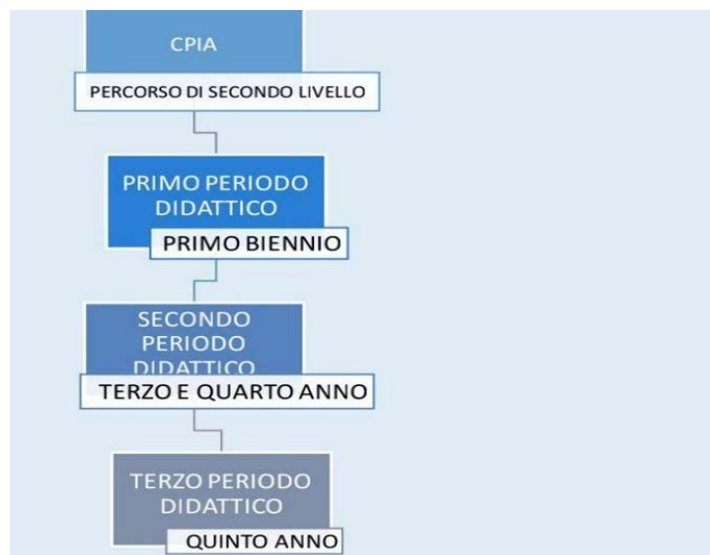 CPIA
PERCORSO DI SECONDO LIVELLO
PRIMO PERIODO
DIDATTICO
PRIMO BIENNIO
SECONDO
PERIODO
DIDATTICO
TERZO E QUARTO ANNO
TERZO PERIODO
DIDATTICO
QUINTO ANNO